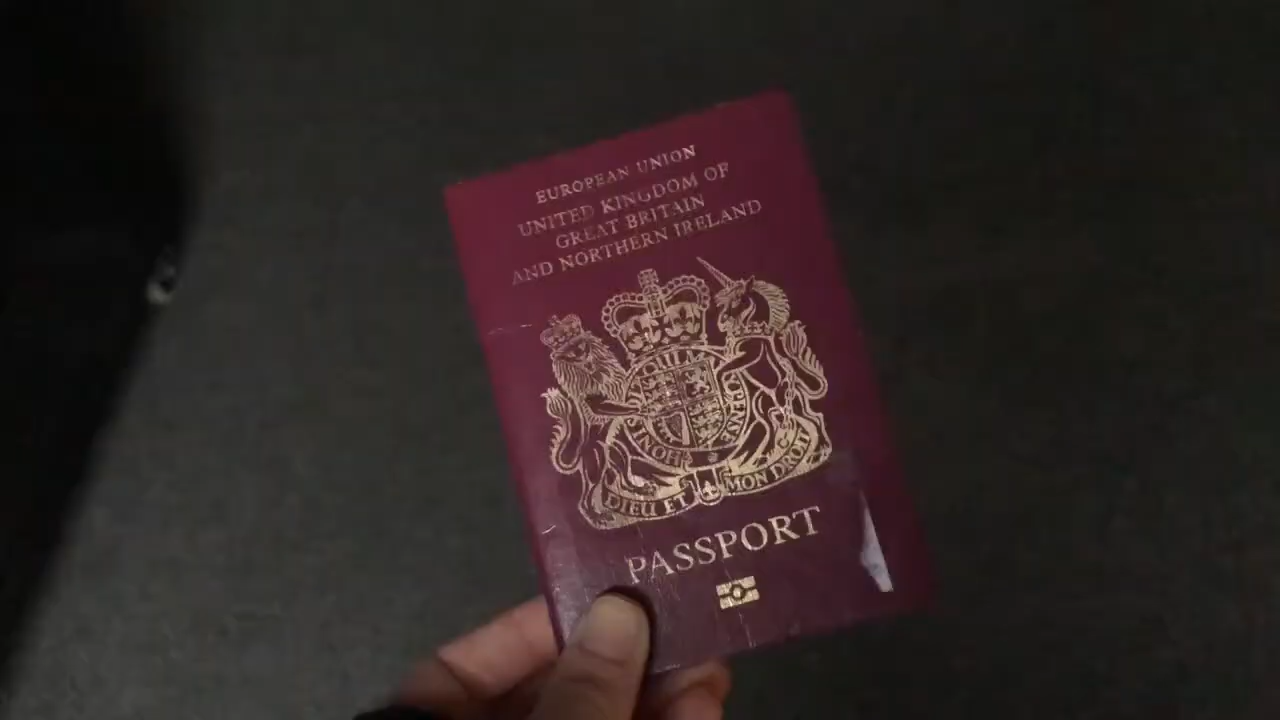 EUROPEAN UNION
UNITED KINGDOM OF
GREAT BRITAIN
AND NORTHERN IRELAND
DIEU ET MON DROIT
PASSPORT